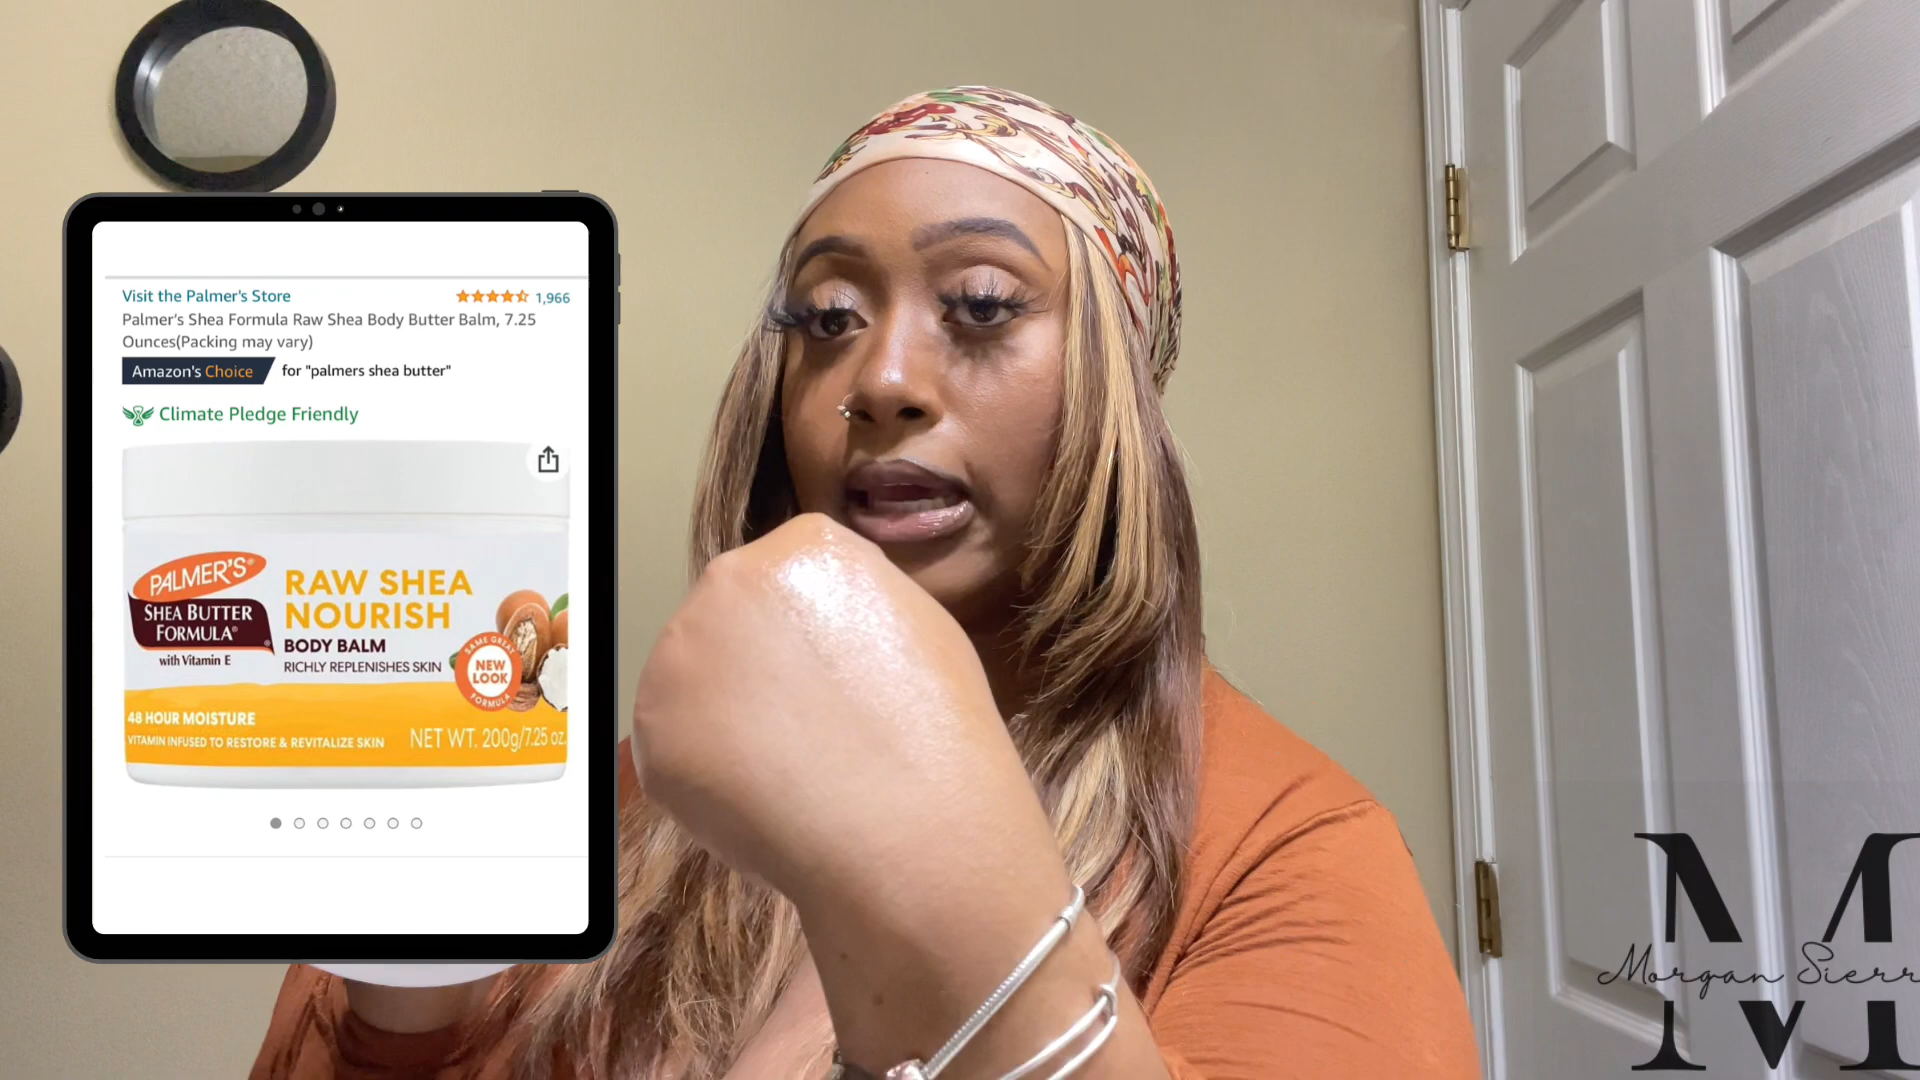 Visit the Palmer's Store
1,966
Palmer's Shea Formula Raw Shea Body Butter Balm, 7.25
Ounces(Packing may vary)
Amazon's Choice for "palmers shea butter"
Climate Pledge Friendly
PALMER'S®
SHEA BUTTER
FORMULA®
with Vitamin E
RAW SHEA
NOURISH
BODY BALM
RICHLY REPLENISHES SKIN
SAME GREAT
NEW
LOOK
FORMULA
48 HOUR MOISTURE
VITAMIN INFUSED TO RESTORE & REVITALIZE SKIN
NET WT. 200g/7.25 oz.
M
Morgan Sierr